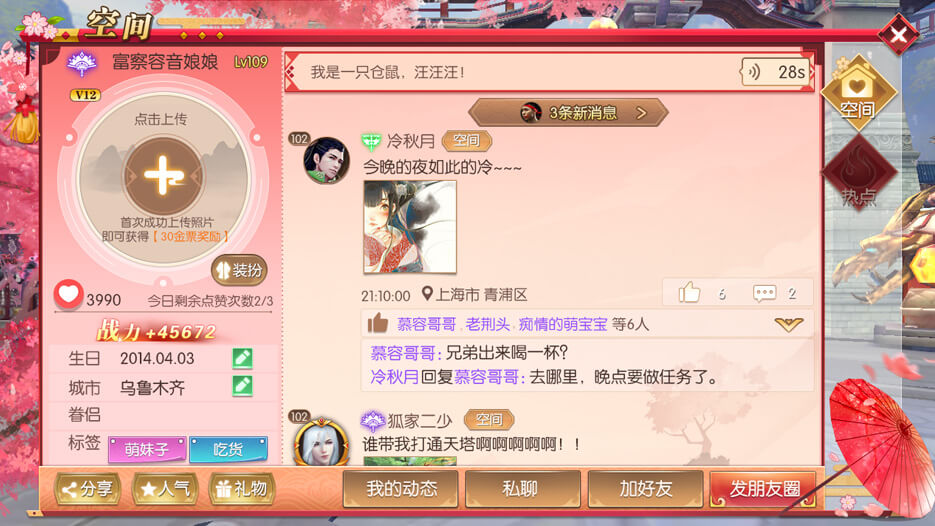 空间
富察容音娘娘 Lv109
V12
点击上传
首次成功上传照片
即可获得【30金票奖励】
装扮
3990 今日剩余点赞次数2/3
战力+45672
生日 2014.04.03
城市 乌鲁木齐
眷侣
标签 萌妹子 吃货
分享 人气 礼物
我是一只仓鼠，汪汪汪！ 28s
3条新消息
102 冷秋月 空间
今晚的夜如此的冷~~~
21:10:00 上海市 青浦区 6 2
慕容哥哥，老荆头，痴情的萌宝宝 等6人
慕容哥哥：兄弟出来喝一杯？
冷秋月回复慕容哥哥：去哪里，晚点要做任务了。
102 狐家二少 空间
谁带我打通天塔啊啊啊啊啊！！
我的动态 私聊 加好友 发朋友圈
空间
热点